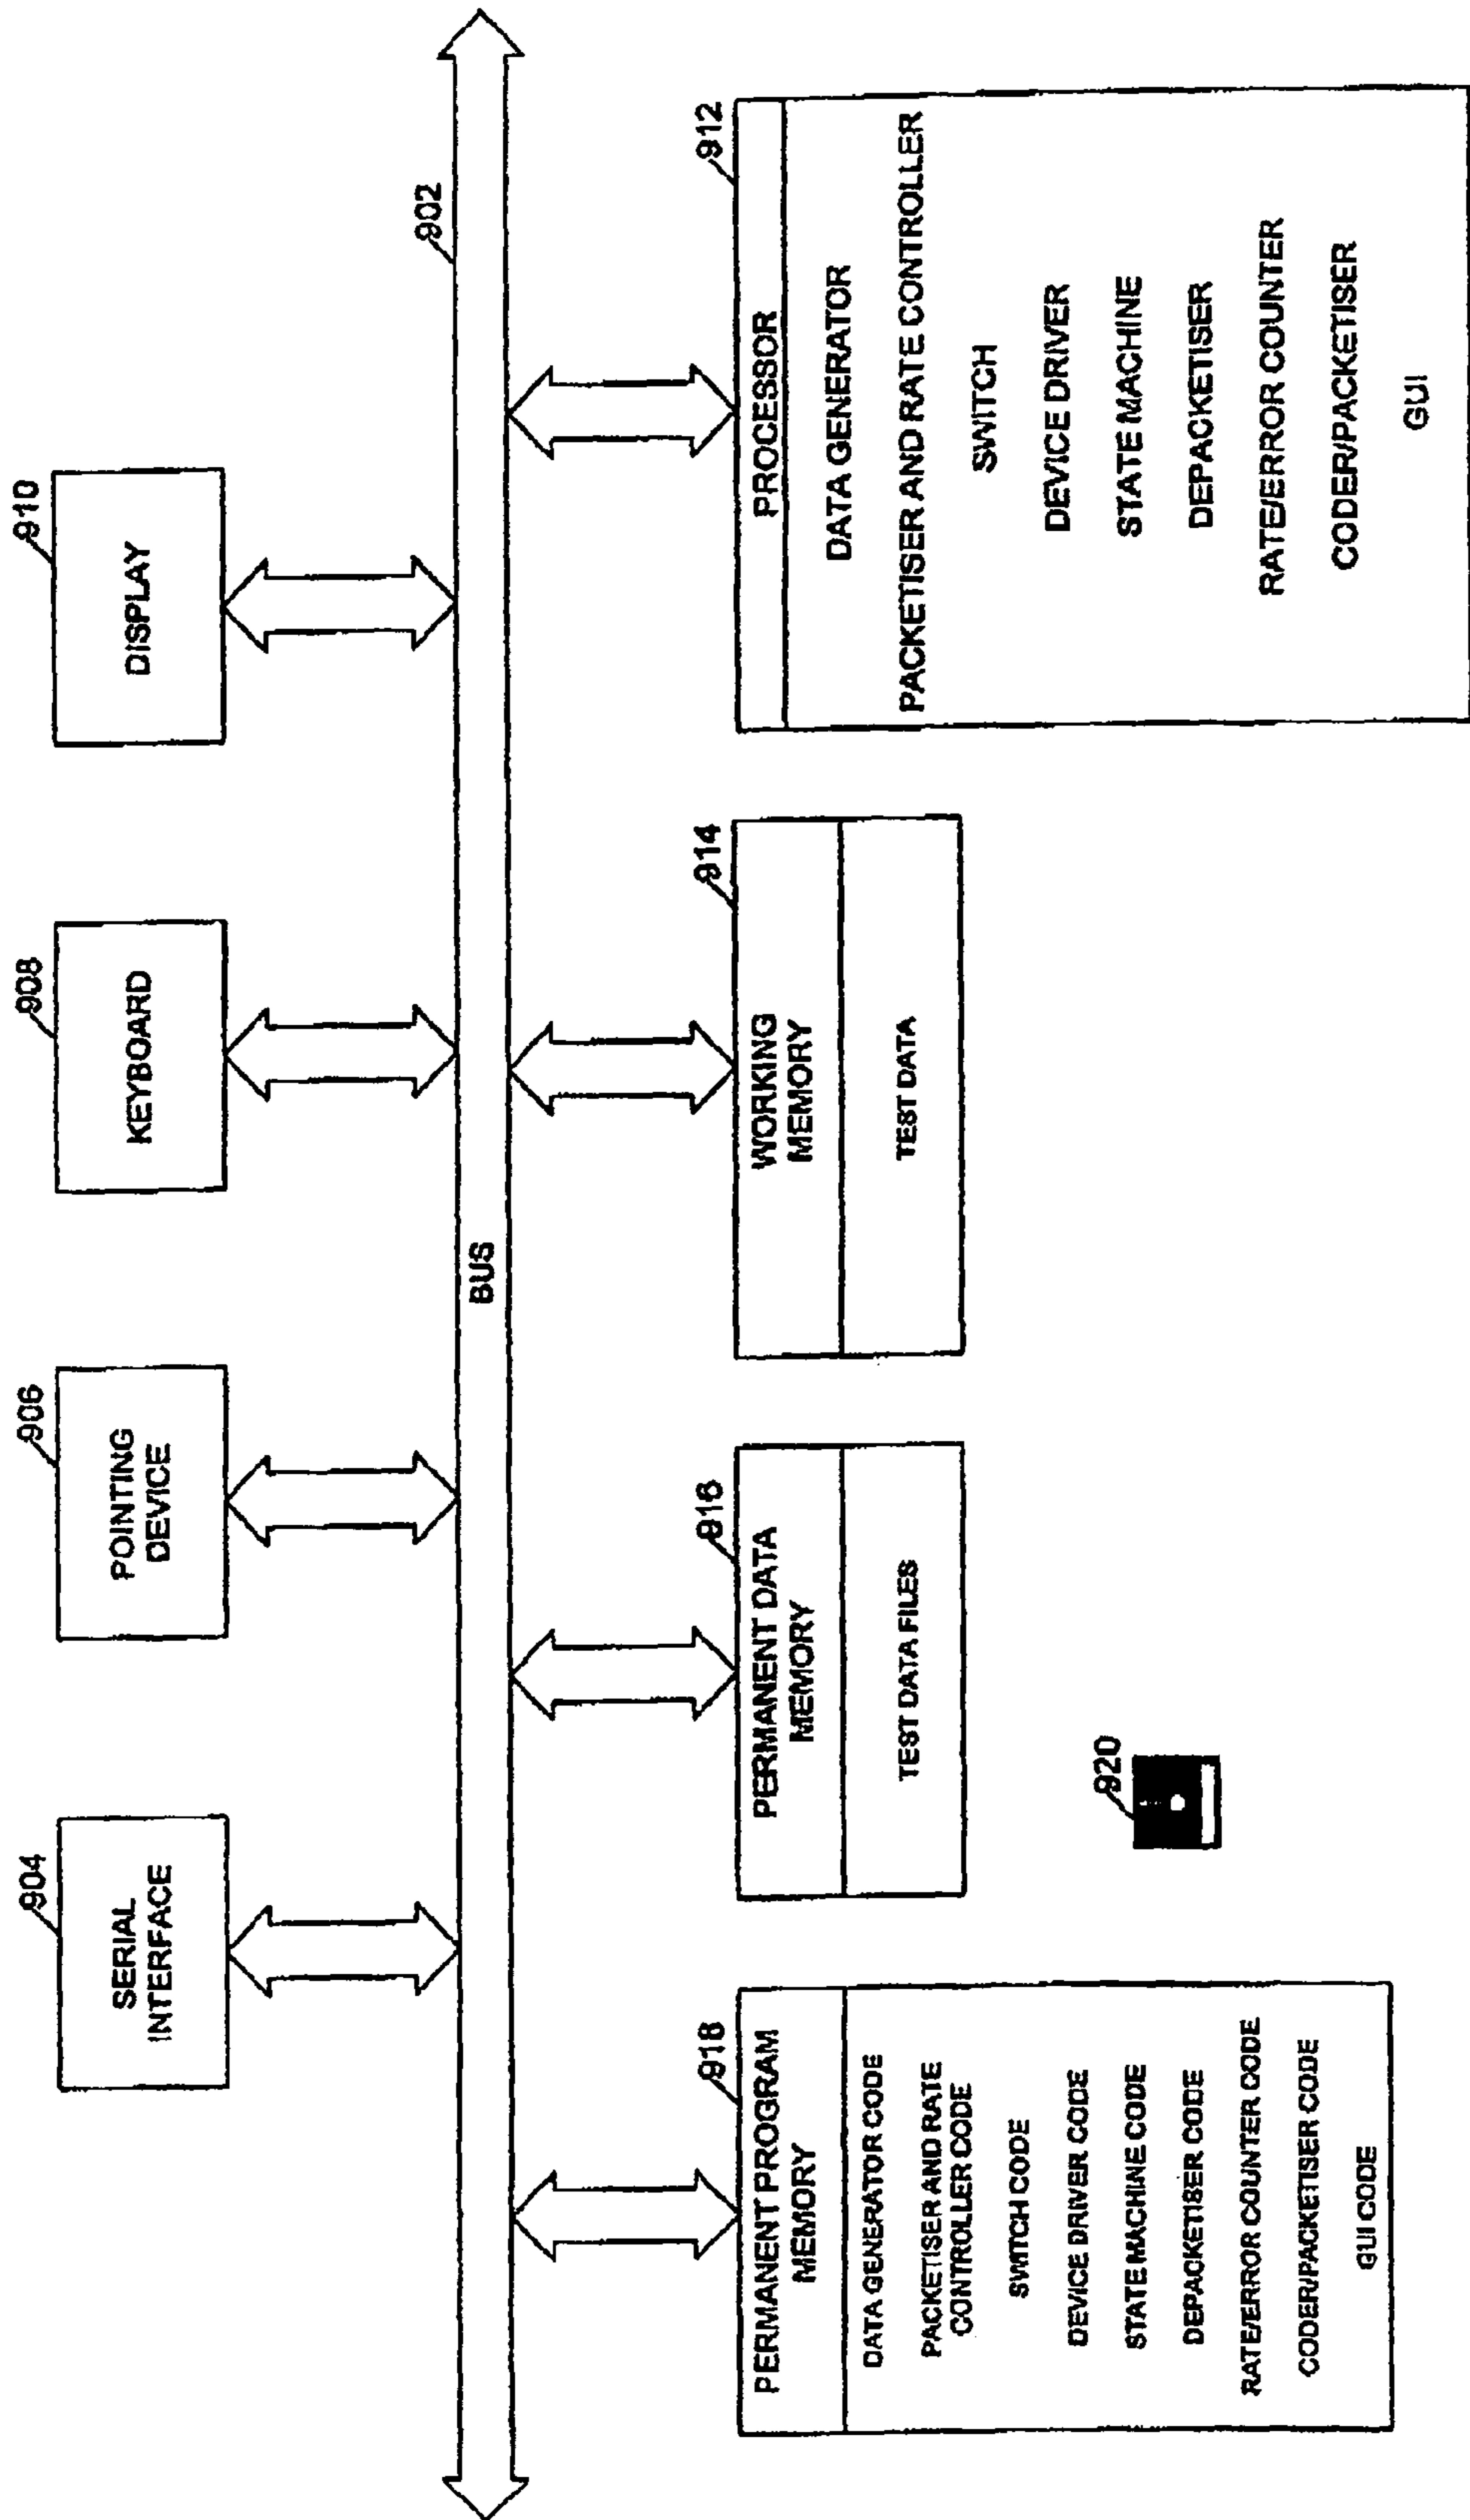 904
SERIAL
INTERFACE
906
POINTING
DEVICE
908
KEYBOARD
910
DISPLAY
902
BUS
918
PERMANENT PROGRAM
MEMORY
DATA GENERATOR CODE
PACKETISER AND RATE
CONTROLLER CODE
SWITCH CODE
DEVICE DRIVER CODE
STATE MACHINE CODE
DEPACKETISER CODE
RATE/ERROR COUNTER CODE
CODER/PACKETISER CODE
GUI CODE
916
PERMANENT DATA
MEMORY
TEST DATA FILES
920
914
WORKING
MEMORY
TEST DATA
912
PROCESSOR
DATA GENERATOR
PACKETISER AND RATE CONTROLLER
SWITCH
DEVICE DRIVER
STATE MACHINE
DEPACKETISER
RATE/ERROR COUNTER
CODER/PACKETISER
GUI